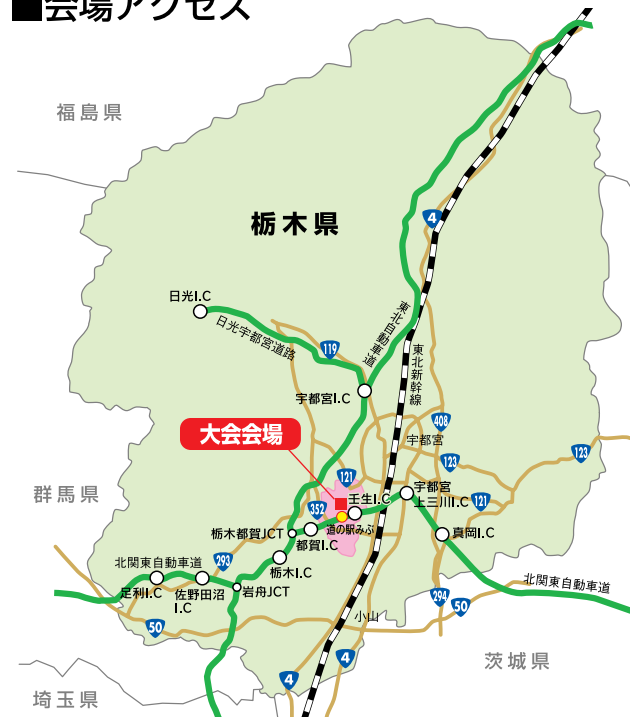 ■会場アクセス
福島県
4
栃木県
日光I.C
日光宇都宮道路
東北自動車道
119
東北新幹線
宇都宮I.C
408
宇都宮
大会会場
123
123
121
群馬県
352
壬生I.C
宇都宮
上三川I.C
121
道の駅みぶ
栃木都賀JCT
都賀I.C
真岡I.C
北関東自動車道
293
栃木I.C
足利I.C
佐野田沼
I.C
岩舟JCT
北関東自動車道
294
50
小山
50
4
4
茨城県
埼玉県